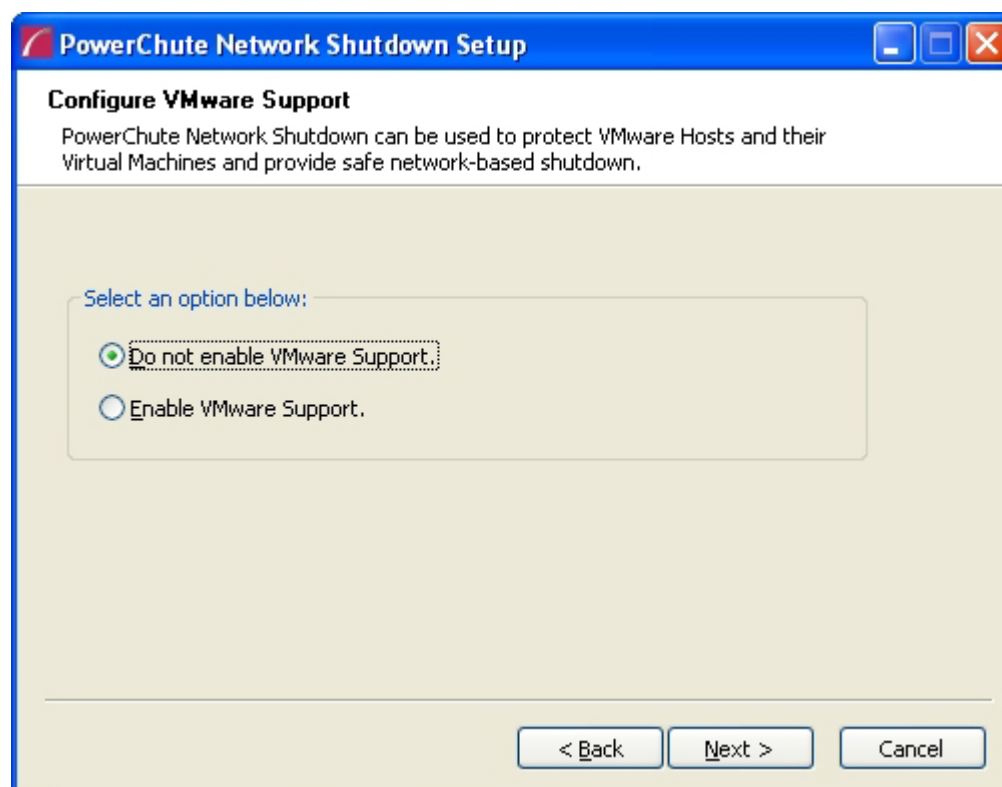 PowerChute Network Shutdown Setup
Configure VMware Support
PowerChute Network Shutdown can be used to protect VMware Hosts and their
Virtual Machines and provide safe network-based shutdown.
Select an option below:
Do not enable VMware Support.
Enable VMware Support.
< Back
Next >
Cancel